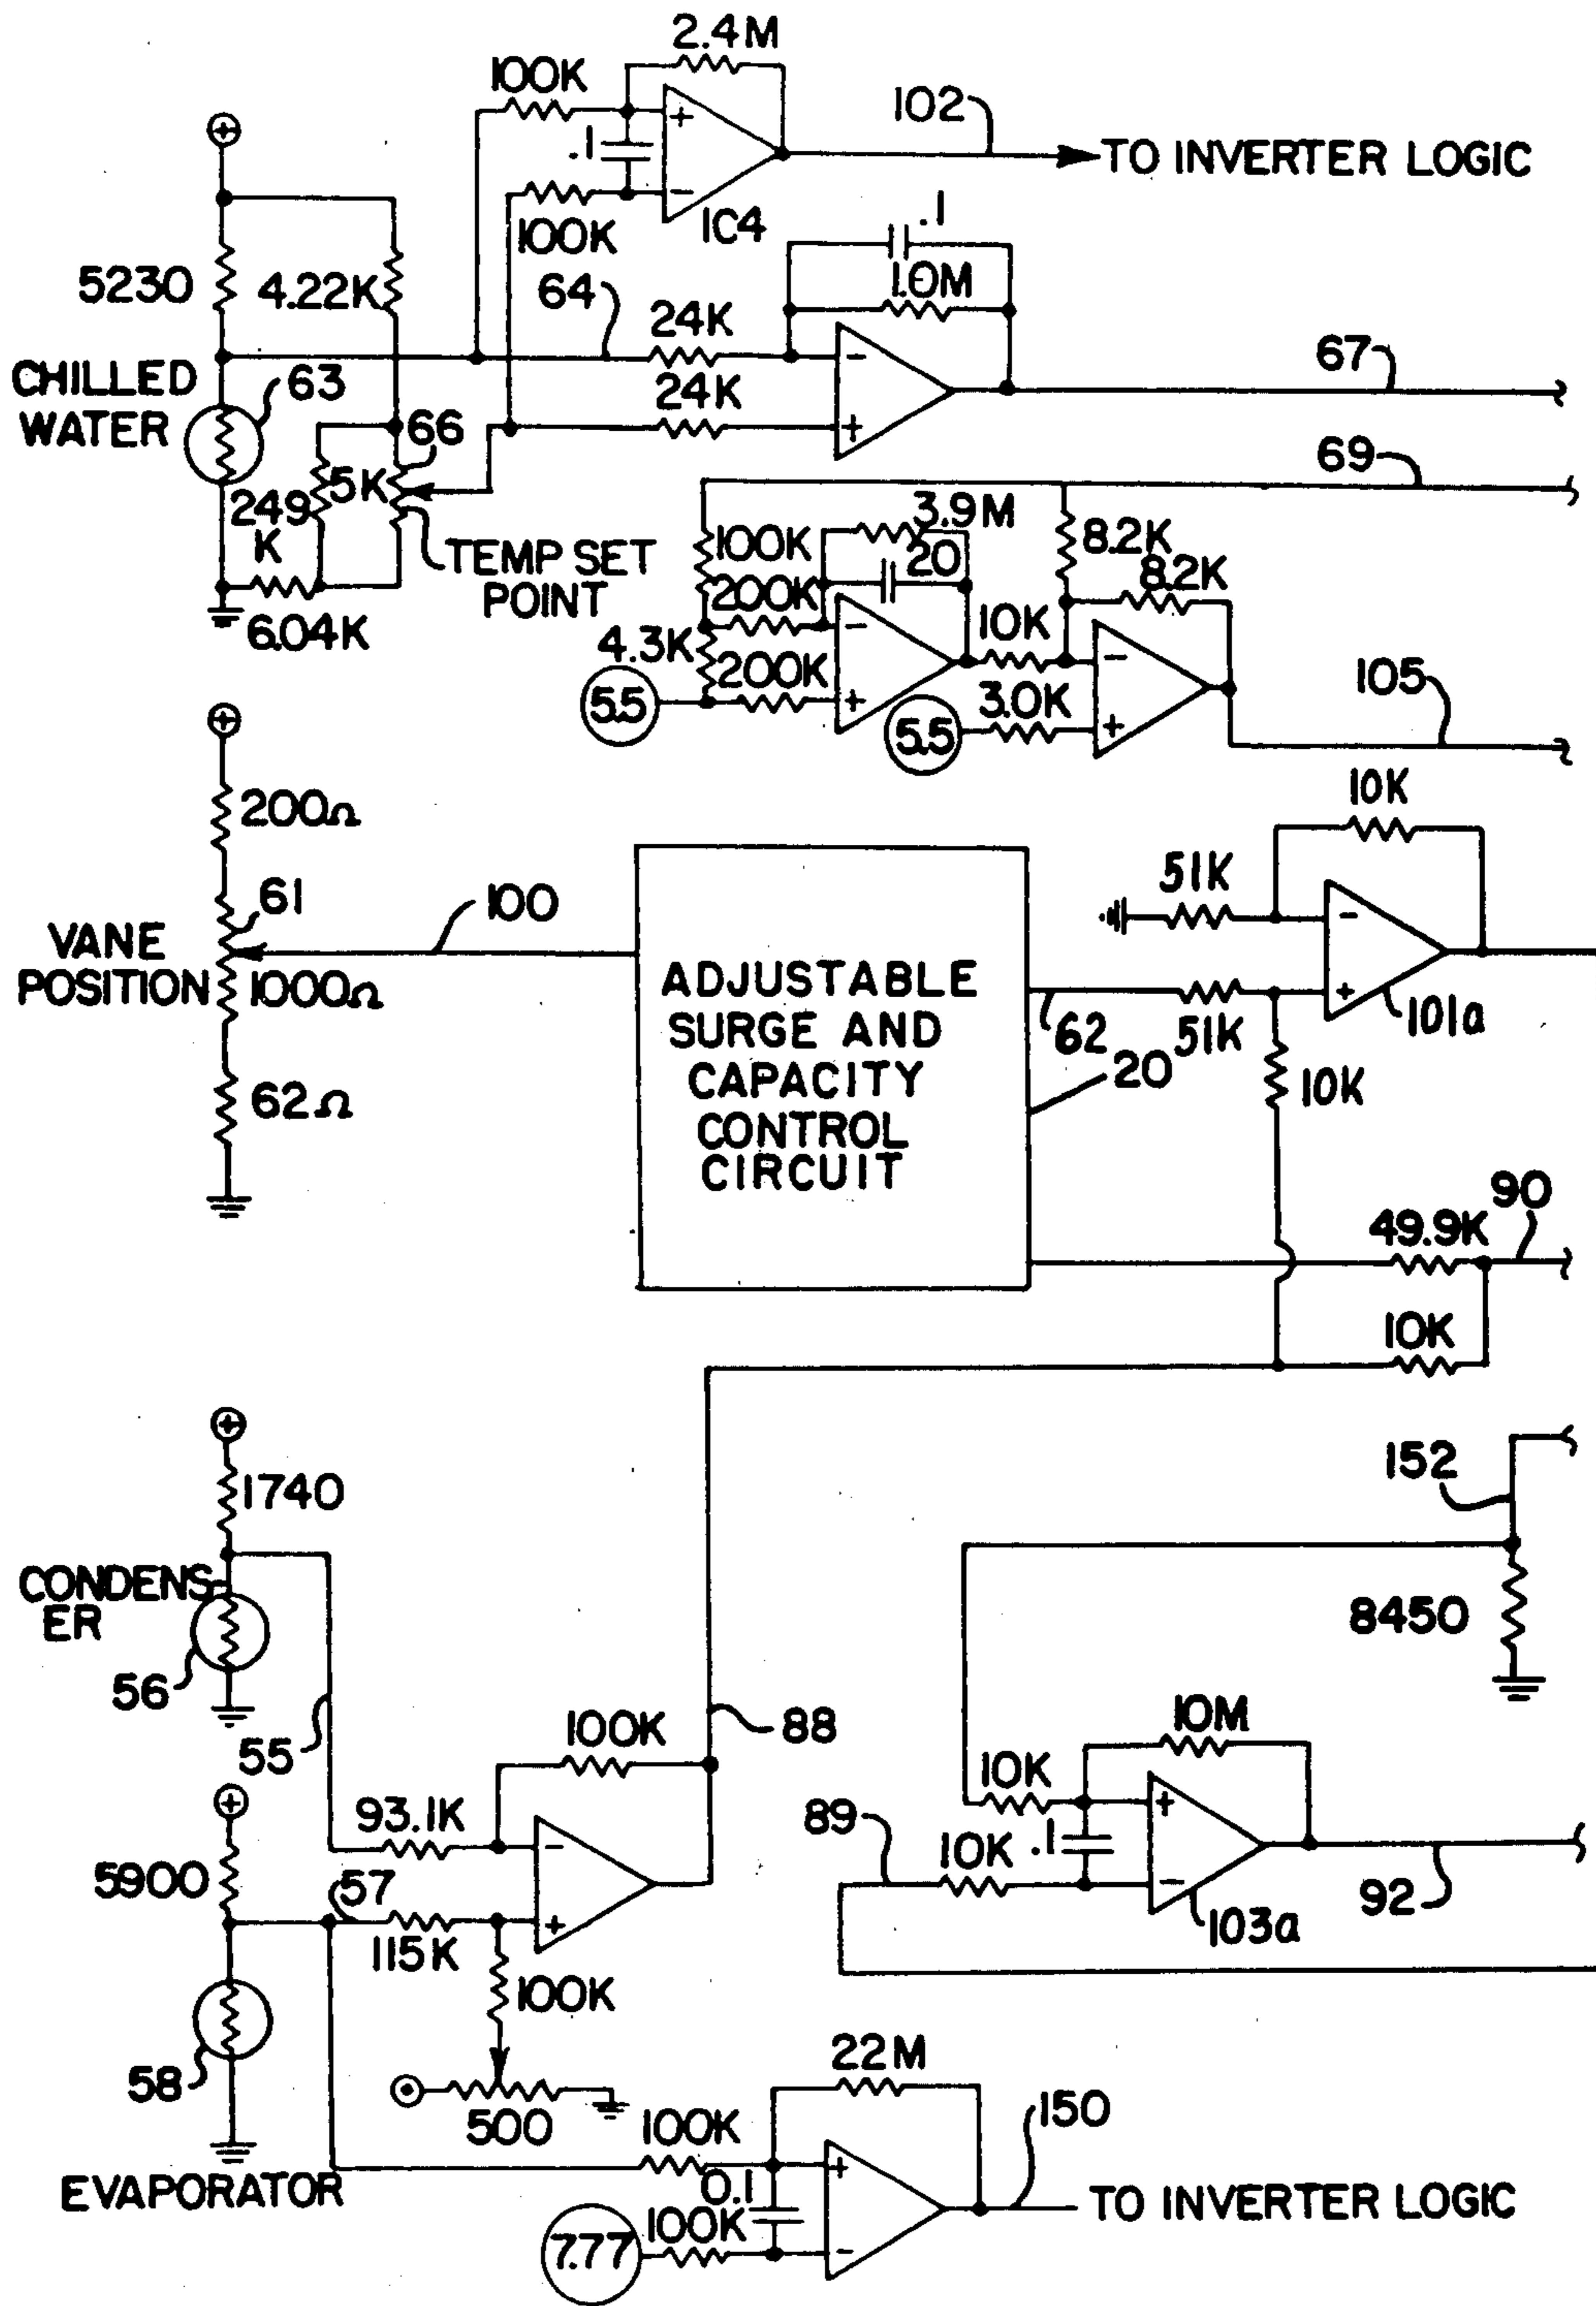 2.4M
100K
102
.1
TO INVERTER LOGIC
100K
1C4
.1
5230
4.22K
64
1.0M
24K
CHILLED
WATER
63
67
24K
66
69
5K
249
K
TEMP SET
POINT
6.04K
3.9M
100K
20
8.2K
8.2K
200K
10K
4.3K
200K
5.5
5.5
3.0K
105
200Ω
10K
61
100
51K
VANE
POSITION
1000Ω
ADJUSTABLE
SURGE AND
CAPACITY
CONTROL
CIRCUIT
101a
62
51K
20
10K
62Ω
90
49.9K
10K
1740
152
CONDENS-
ER
8450
56
55
100K
88
10M
93.1K
10K
89
.1
10K
5900
57
92
115K
103a
100K
58
22M
500
100K
150
EVAPORATOR
0.1
100K
7.77
TO INVERTER LOGIC